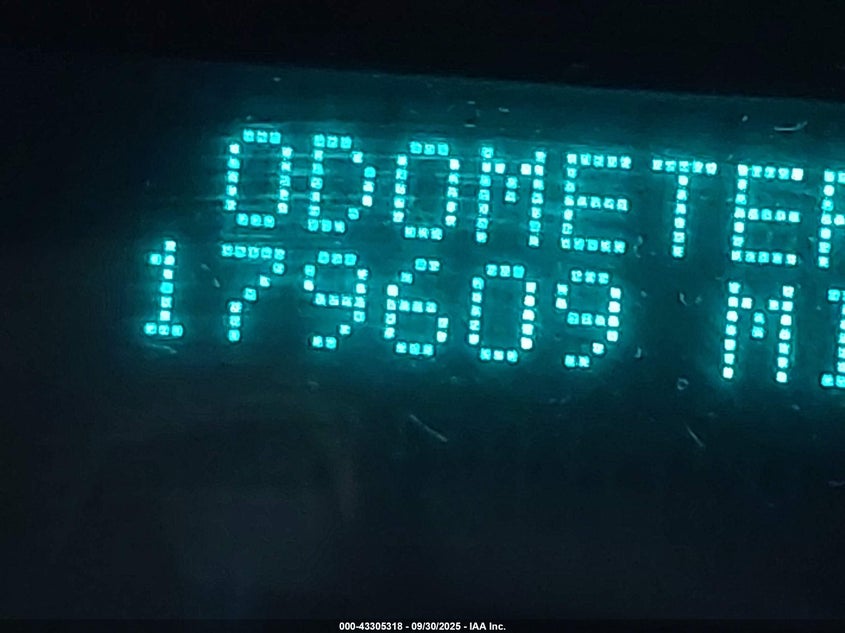 ODOMETER
179609 MI
000-43305318 - 09/30/2025 - IAA Inc.